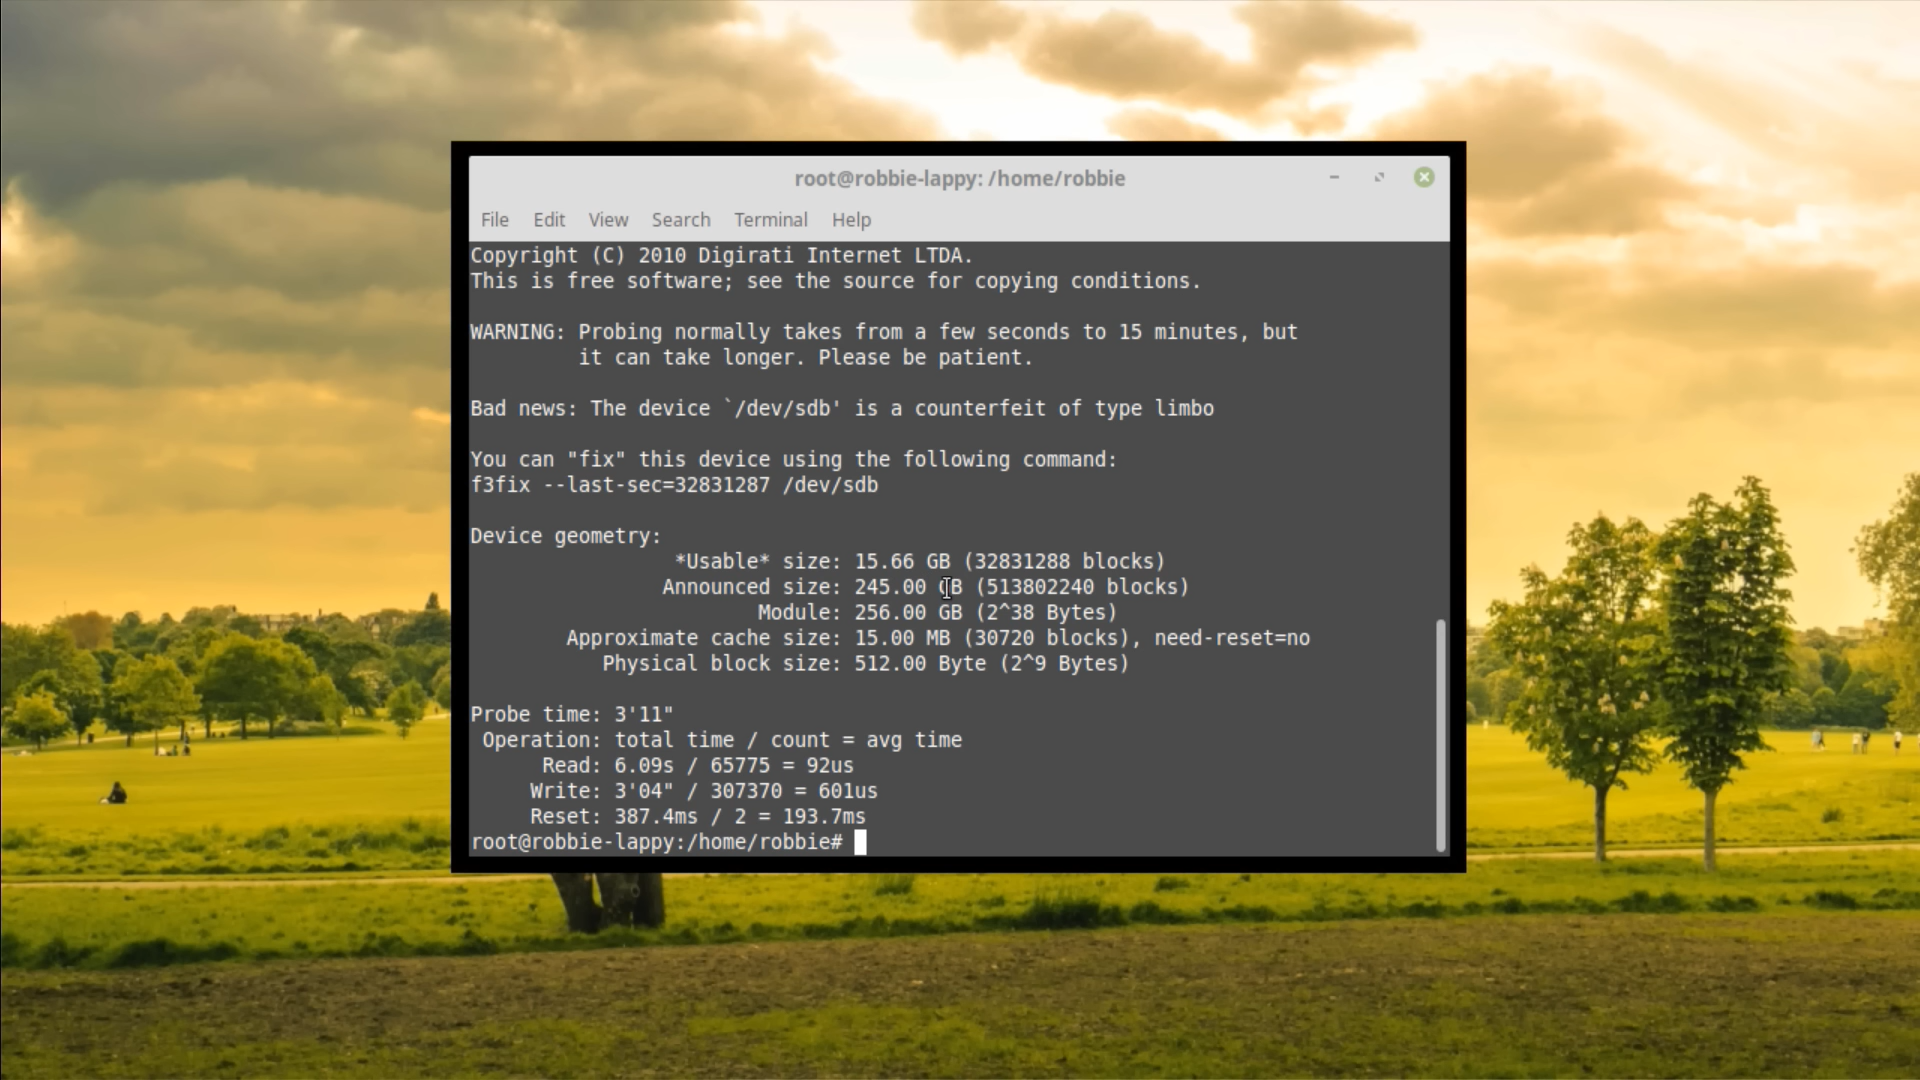 root@robbie-lappy: /home/robbie
File Edit View Search Terminal Help
Copyright (C) 2010 Digirati Internet LTDA.
This is free software; see the source for copying conditions.
WARNING: Probing normally takes from a few seconds to 15 minutes, but
it can take longer. Please be patient.
Bad news: The device `/dev/sdb' is a counterfeit of type limbo
You can "fix" this device using the following command:
f3fix --last-sec=32831287 /dev/sdb
Device geometry:
*Usable* size: 15.66 GB (32831288 blocks)
Announced size: 245.00 GB (513802240 blocks)
Module: 256.00 GB (2^38 Bytes)
Approximate cache size: 15.00 MB (30720 blocks), need-reset=no
Physical block size: 512.00 Byte (2^9 Bytes)
Probe time: 3'11"
Operation: total time / count = avg time
Read: 6.09s / 65775 = 92us
Write: 3'04" / 307370 = 601us
Reset: 387.4ms / 2 = 193.7ms
root@robbie-lappy:/home/robbie#